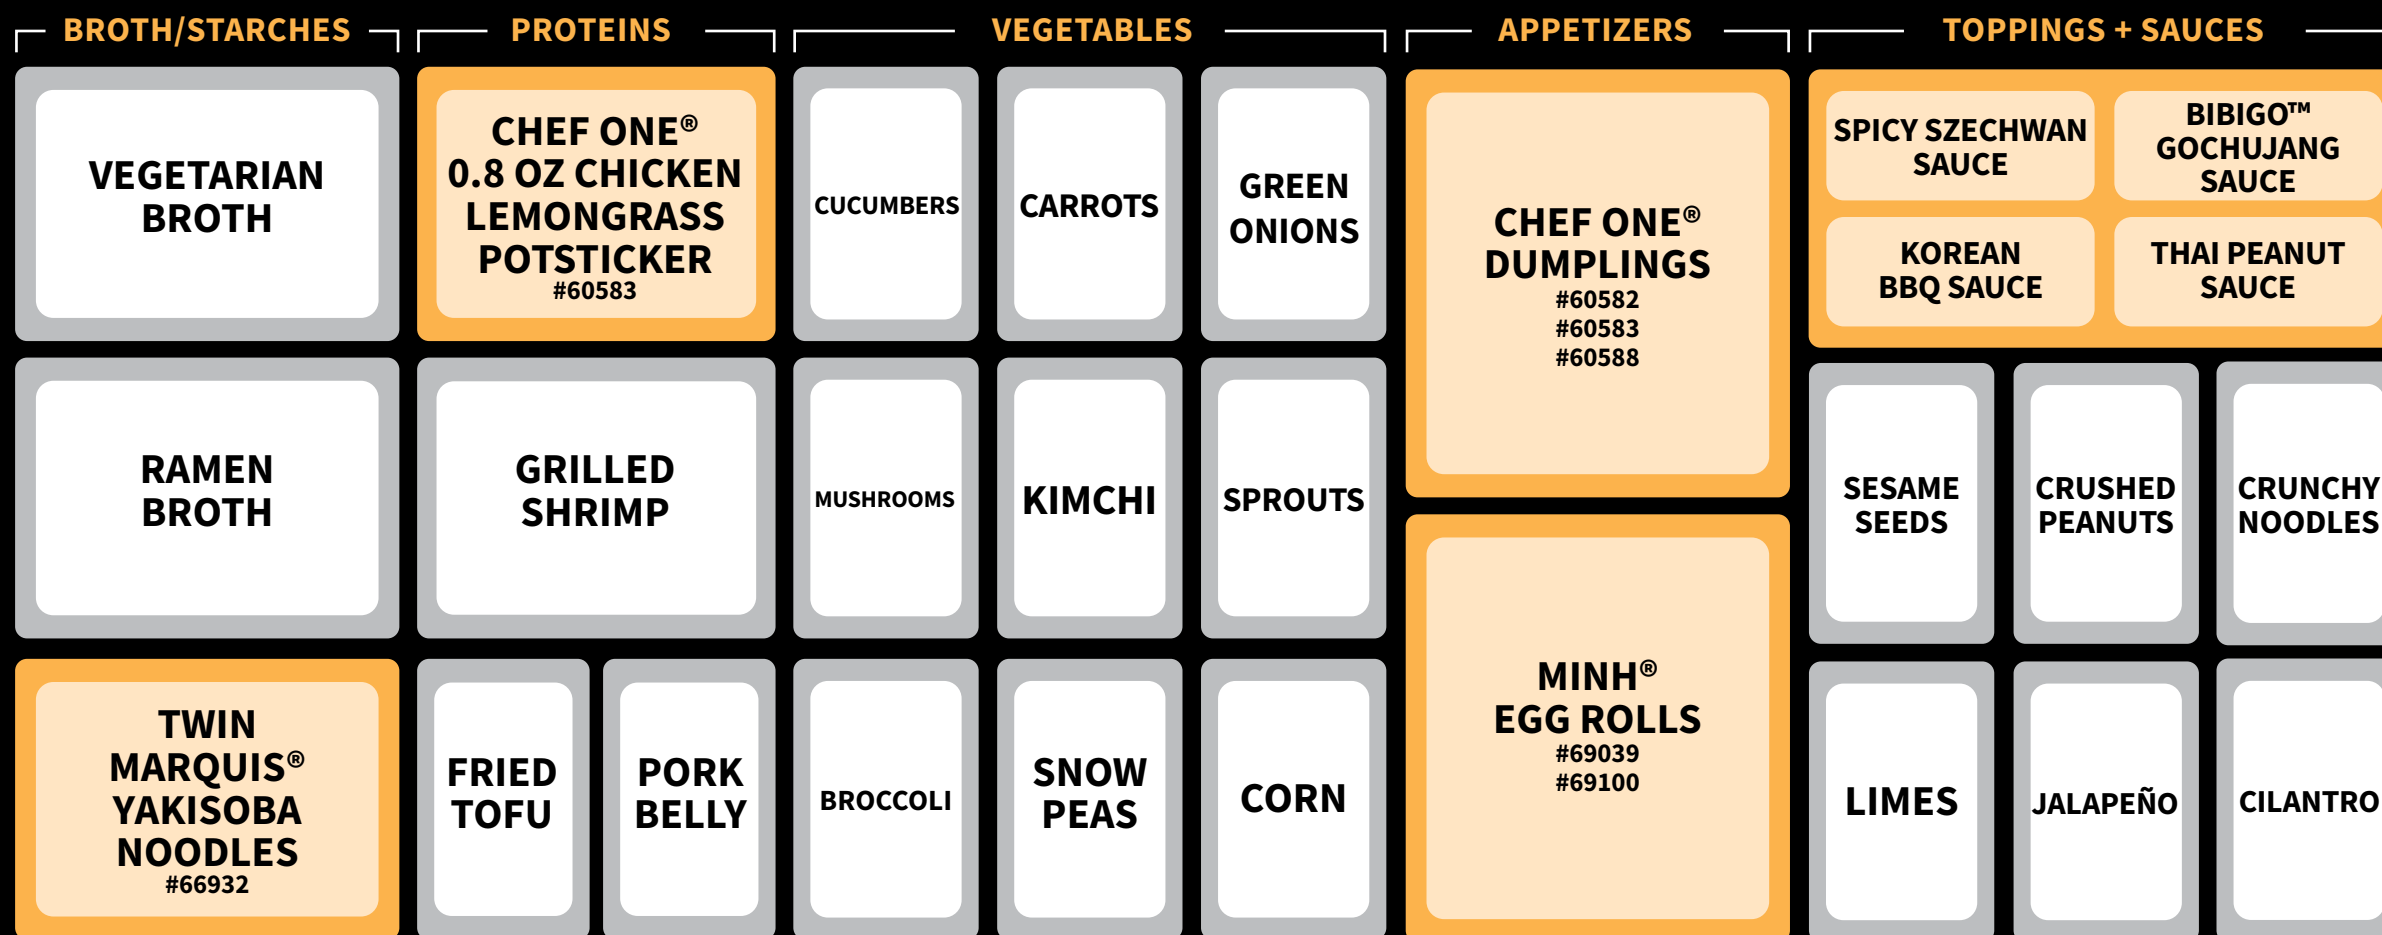 BROTH/STARCHES
PROTEINS
VEGETABLES
APPETIZERS
TOPPINGS + SAUCES
VEGETARIAN
BROTH
RAMEN
BROTH
TWIN
MARQUIS®
YAKISOBA
NOODLES
#66932
CHEF ONE®
0.8 OZ CHICKEN
LEMONGRASS
POTSTICKER
#60583
GRILLED
SHRIMP
FRIED
TOFU
PORK
BELLY
CUCUMBERS
CARROTS
GREEN
ONIONS
MUSHROOMS
KIMCHI
SPROUTS
BROCCOLI
SNOW
PEAS
CORN
CHEF ONE®
DUMPLINGS
#60582
#60583
#60588
MINH®
EGG ROLLS
#69039
#69100
SPICY SZECHWAN
SAUCE
BIBIGO™
GOCHUJANG
SAUCE
KOREAN
BBQ SAUCE
THAI PEANUT
SAUCE
SESAME
SEEDS
CRUSHED
PEANUTS
CRUNCHY
NOODLES
LIMES
JALAPEÑO
CILANTRO